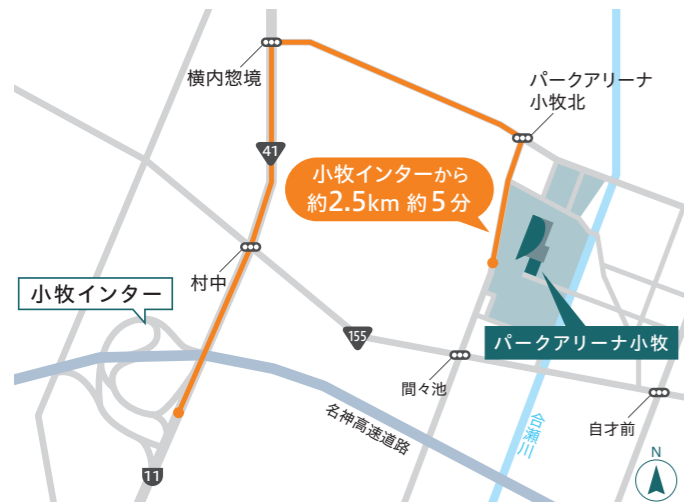 横内惣境
パークアリーナ
小牧北
41
小牧インターから
約2.5km 約5分
村中
小牧インター
155
パークアリーナ小牧
間々池
名神高速道路
合瀬川
自才前
11
N